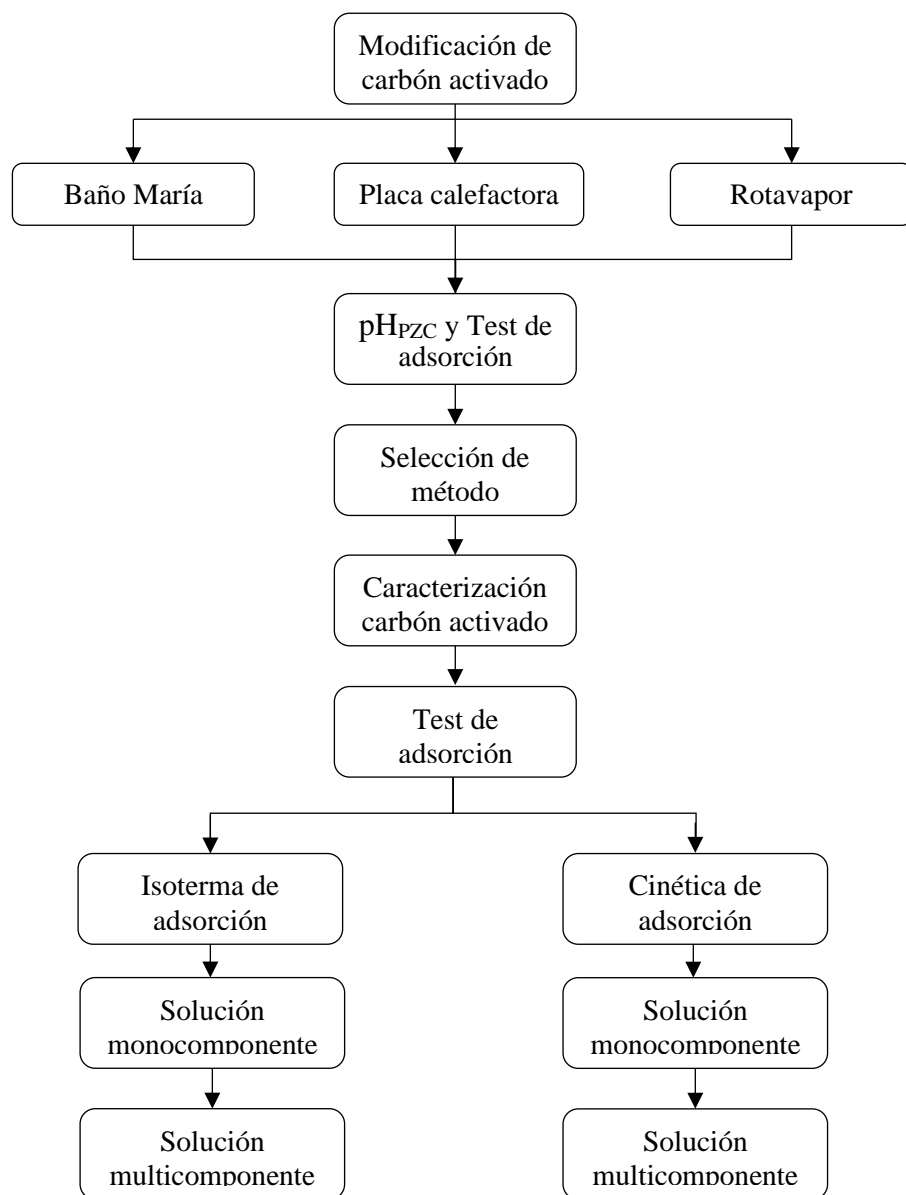 Modificación de
carbón activado
Baño María
Placa calefactora
Rotavapor
pHPZC y Test de
adsorción
Selección de
método
Caracterización
carbón activado
Test de
adsorción
Isoterma de
adsorción
Cinética de
adsorción
Solución
monocomponente
Solución
monocomponente
Solución
multicomponente
Solución
multicomponente